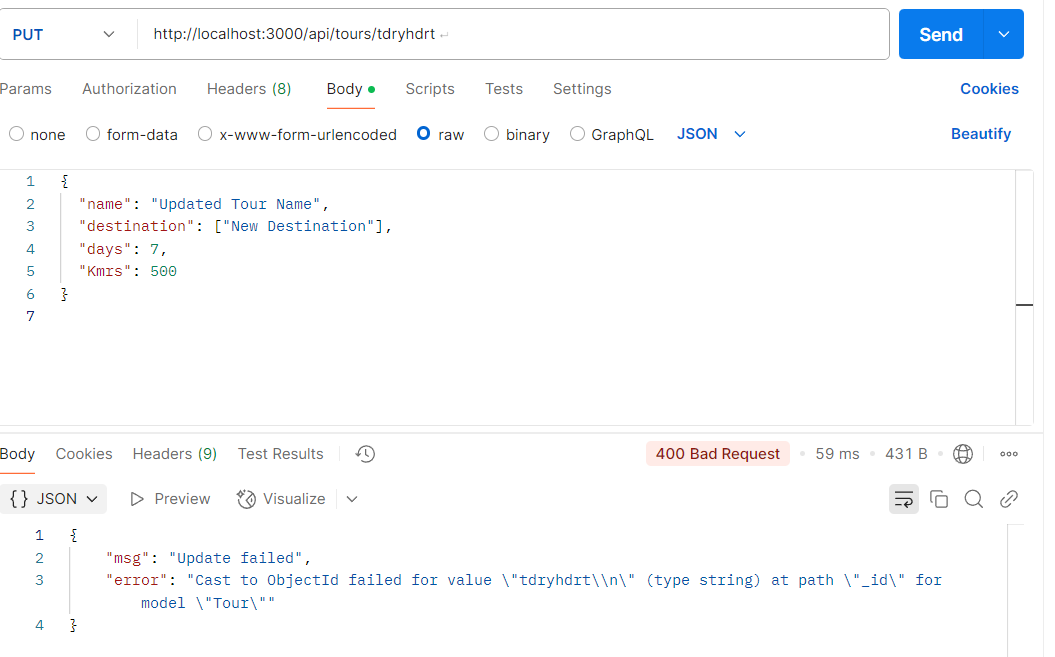 PUT http://localhost:3000/api/tours/tdryhdrt ↵ Send
Params Authorization Headers (8) Body Scripts Tests Settings Cookies
none form-data x-www-form-urlencoded raw binary GraphQL JSON Beautify
1 {
2 "name": "Updated Tour Name",
3 "destination": ["New Destination"],
4 "days": 7,
5 "Kmrs": 500
6 }
7
Body Cookies Headers (9) Test Results 400 Bad Request 59 ms 431 B
{} JSON Preview Visualize
1 {
2 "msg": "Update failed",
3 "error": "Cast to ObjectId failed for value \"tdryhdrt\\n\" (type string) at path \"_id\" for
model \"Tour\""
4 }